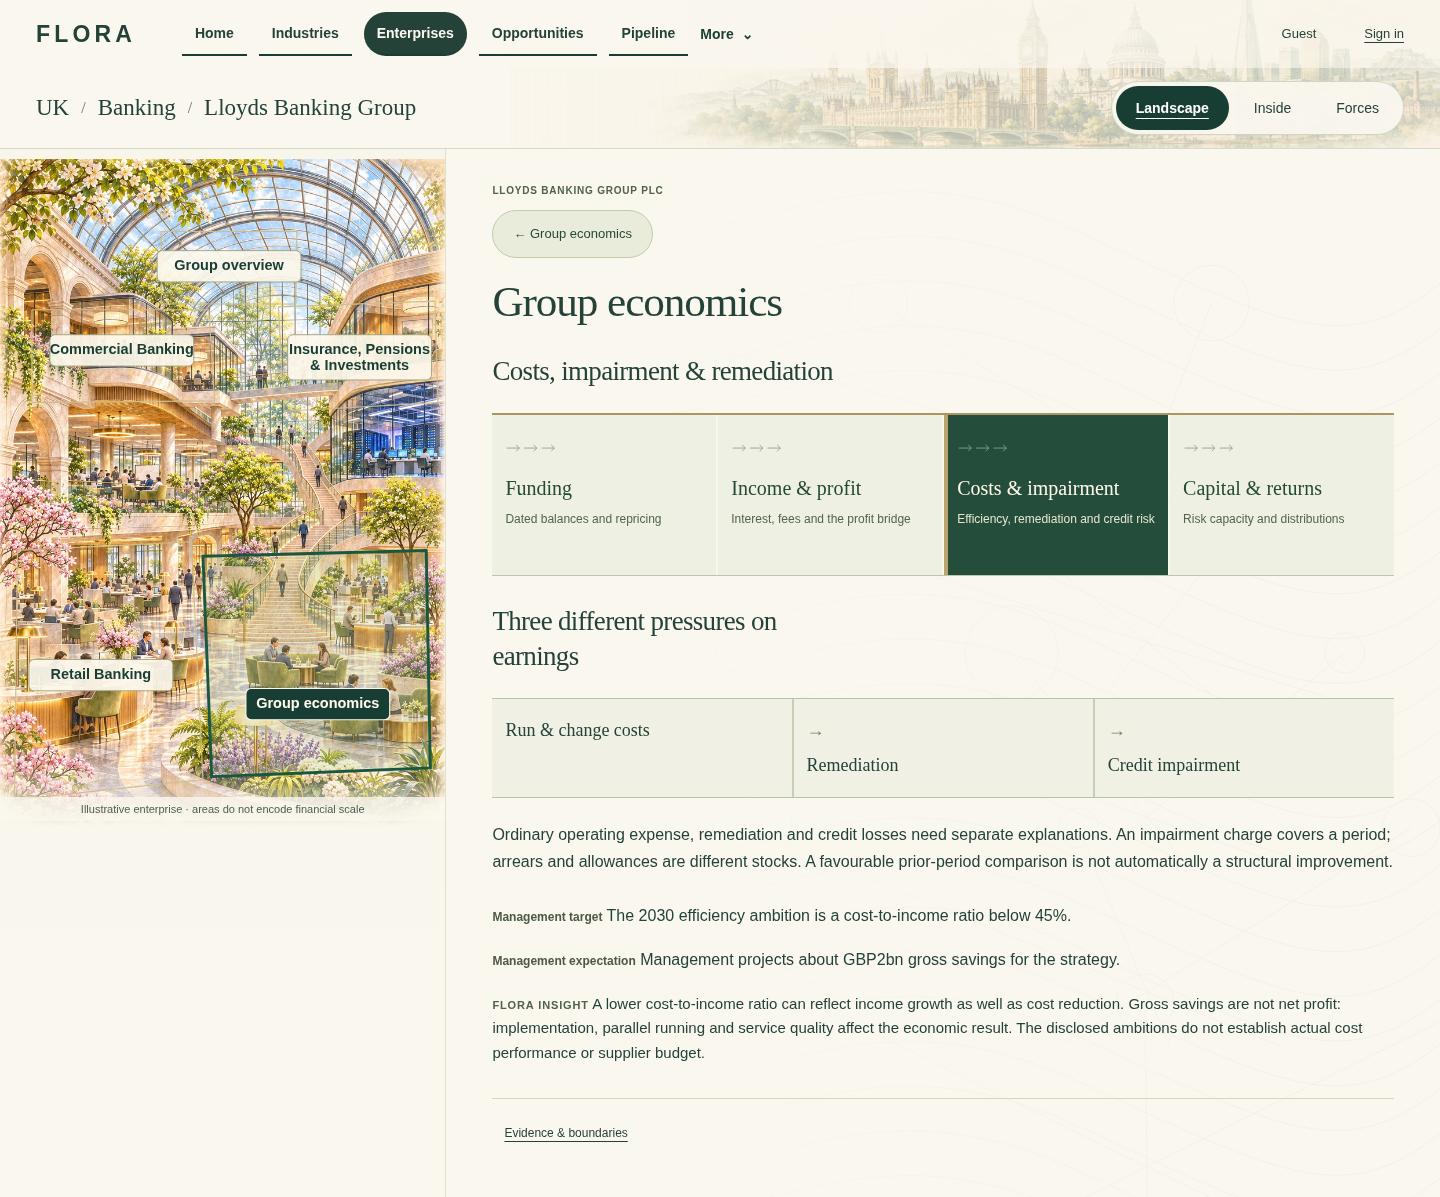 FLORA
Home
Industries
Enterprises
Opportunities
Pipeline
More
Guest
Sign in
UK / Banking / Lloyds Banking Group
Landscape
Inside
Forces
Group overview
Commercial Banking
Insurance, Pensions
& Investments
Retail Banking
Group economics
Illustrative enterprise · areas do not encode financial scale
LLOYDS BANKING GROUP PLC
← Group economics
Group economics
Costs, impairment & remediation
→→→
Funding
Dated balances and repricing
→→→
Income & profit
Interest, fees and the profit bridge
→→→
Costs & impairment
Efficiency, remediation and credit risk
→→→
Capital & returns
Risk capacity and distributions
Three different pressures on
earnings
Run & change costs
→
Remediation
→
Credit impairment
Ordinary operating expense, remediation and credit losses need separate explanations. An impairment charge covers a period;
arrears and allowances are different stocks. A favourable prior-period comparison is not automatically a structural improvement.
Management target The 2030 efficiency ambition is a cost-to-income ratio below 45%.
Management expectation Management projects about GBP2bn gross savings for the strategy.
FLORA INSIGHT A lower cost-to-income ratio can reflect income growth as well as cost reduction. Gross savings are not net profit:
implementation, parallel running and service quality affect the economic result. The disclosed ambitions do not establish actual cost
performance or supplier budget.
Evidence & boundaries